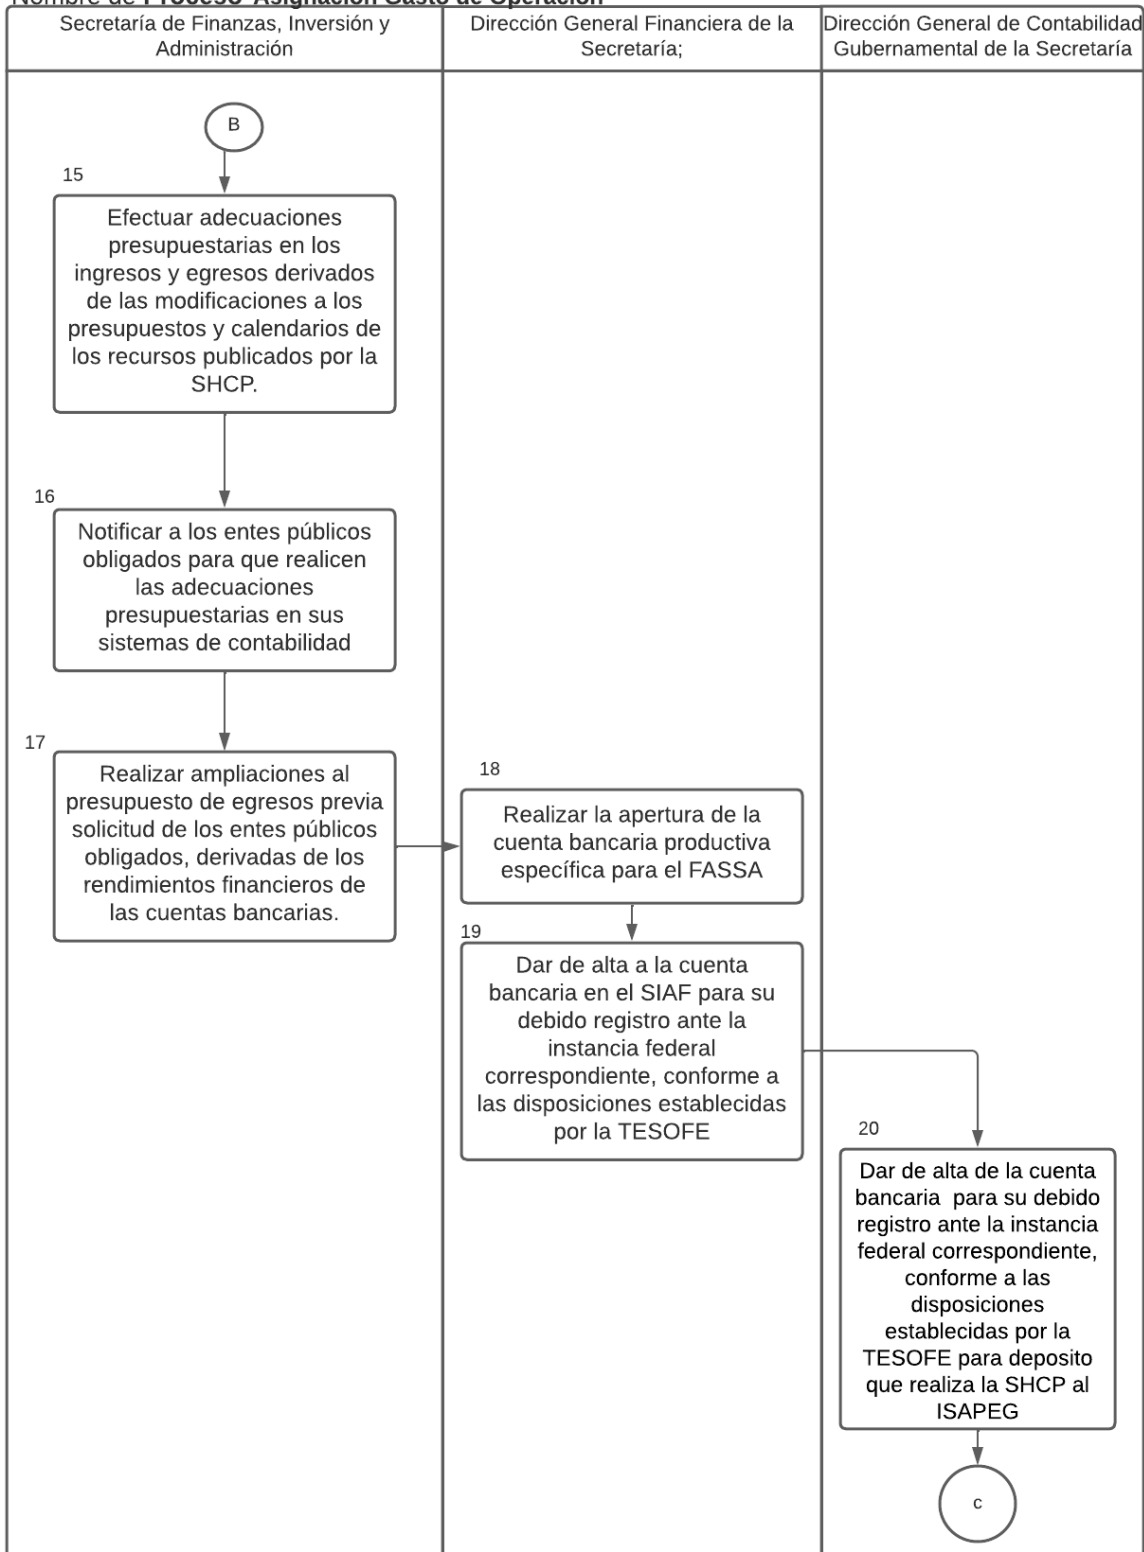 Nombre de Proceso Asignación Gasto de Operación
Secretaría de Finanzas, Inversión y
Administración
Dirección General Financiera de la
Secretaría;
Dirección General de Contabilidad
Gubernamental de la Secretaría
B
15
Efectuar adecuaciones
presupuestarias en los
ingresos y egresos derivados
de las modificaciones a los
presupuestos y calendarios de
los recursos publicados por la
SHCP.
16
Notificar a los entes públicos
obligados para que realicen
las adecuaciones
presupuestarias en sus
sistemas de contabilidad
17
Realizar ampliaciones al
presupuesto de egresos previa
solicitud de los entes públicos
obligados, derivadas de los
rendimientos financieros de
las cuentas bancarias.
18
Realizar la apertura de la
cuenta bancaria productiva
específica para el FASSA
19
Dar de alta a la cuenta
bancaria en el SIAF para su
debido registro ante la
instancia federal
correspondiente, conforme a
las disposiciones establecidas
por la TESOFE
20
Dar de alta de la cuenta
bancaria  para su debido
registro ante la instancia
federal correspondiente,
conforme a las
disposiciones
establecidas por la
TESOFE para deposito
que realiza la SHCP al
ISAPEG
c